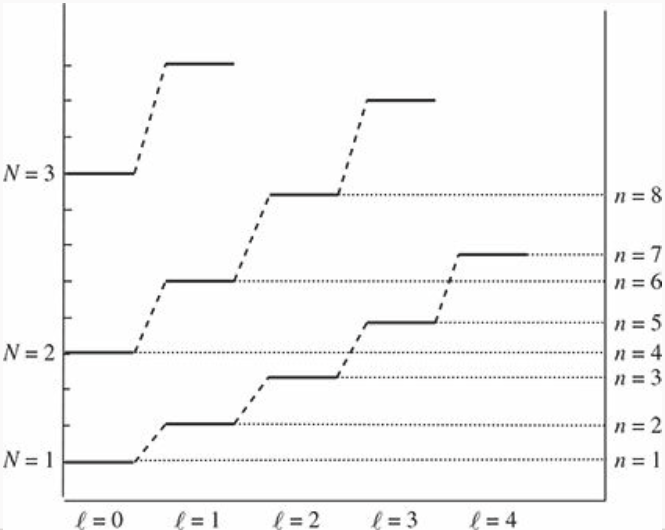 N = 3
n = 8
n = 7
n = 6
n = 5
N = 2
n = 4
n = 3
n = 2
N = 1
n = 1
ℓ = 0 ℓ = 1 ℓ = 2 ℓ = 3 ℓ = 4